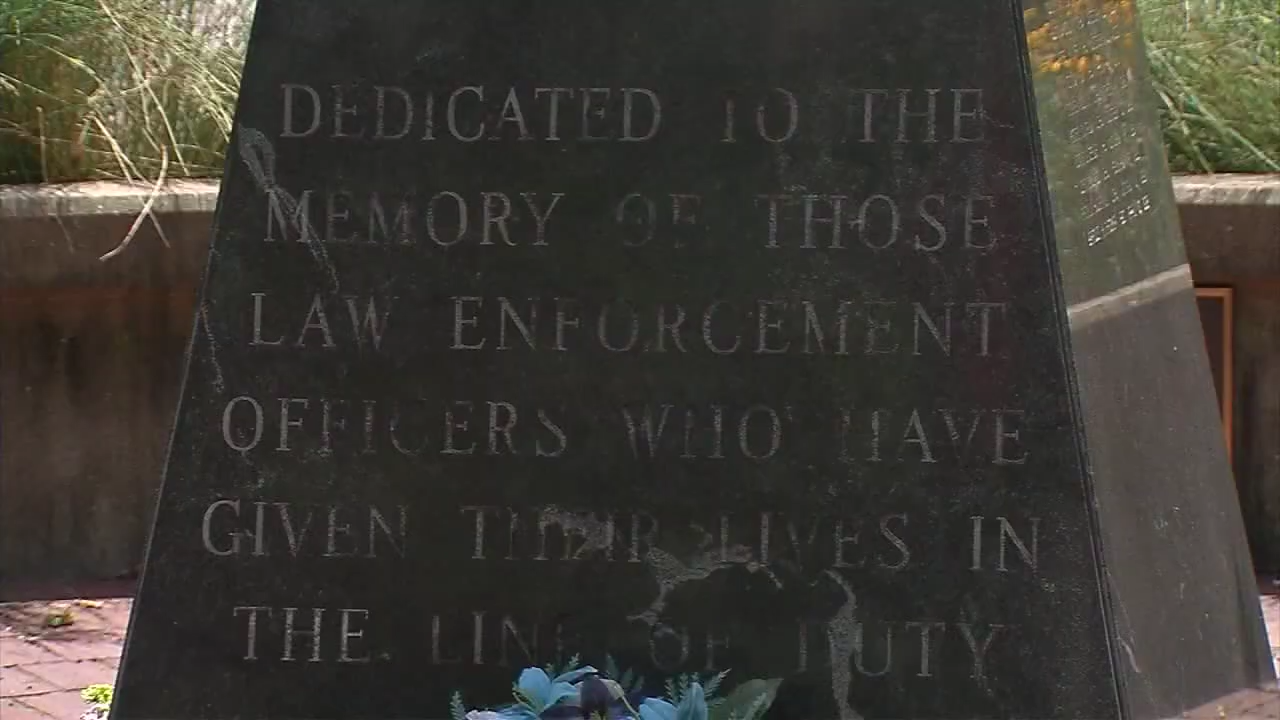 DEDICATED TO THE
MEMORY OF THOSE
LAW ENFORCEMENT
OFFICERS WHO HAVE
GIVEN THEIR LIVES IN
THE LINE OF DUTY